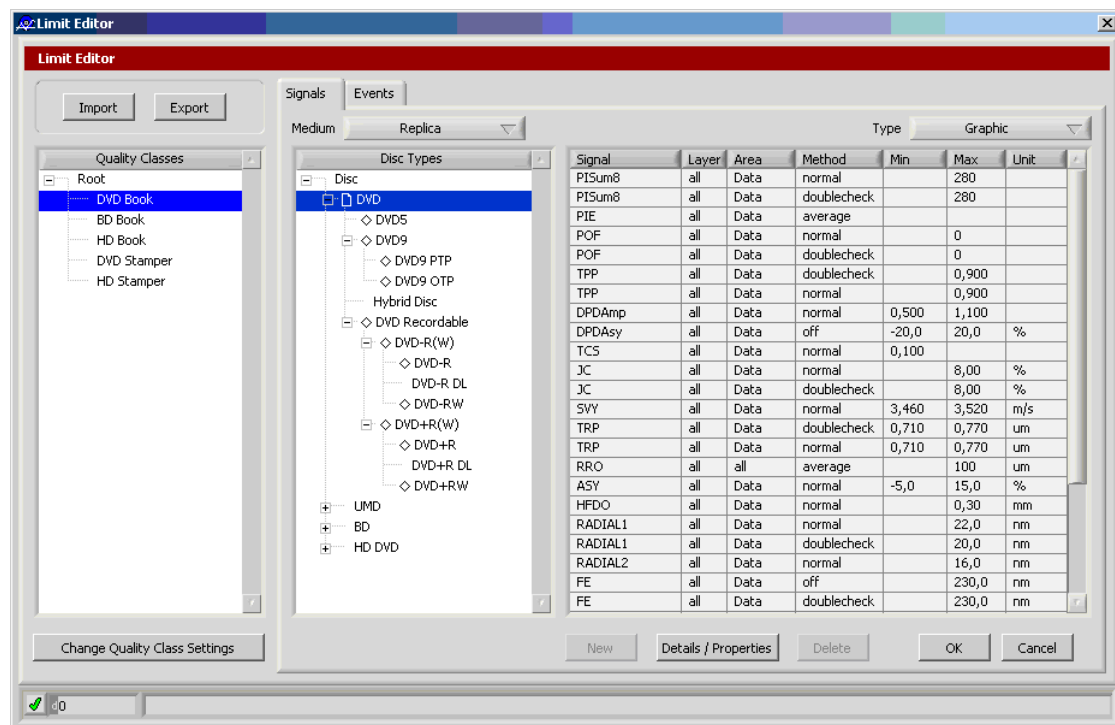 Limit Editor
Limit Editor
Import Export
Signals Events
Medium Replica Type Graphic
Quality Classes
Root
DVD Book
BD Book
HD Book
DVD Stamper
HD Stamper
Disc Types
Disc
DVD
DVD5
DVD9
DVD9 PTP
DVD9 OTP
Hybrid Disc
DVD Recordable
DVD-R(W)
DVD-R
DVD-R DL
DVD-RW
DVD+R(W)
DVD+R
DVD+R DL
DVD+RW
UMD
BD
HD DVD
Signal Layer Area Method Min Max Unit
PISum8 all Data normal 280
PISum8 all Data doublecheck 280
PIE all Data average
POF all Data normal 0
POF all Data doublecheck 0
TPP all Data doublecheck 0,900
TPP all Data normal 0,900
DPDAmp all Data normal 0,500 1,100
DPDAsy all Data off -20,0 20,0 %
TCS all Data normal 0,100
JC all Data normal 8,00 %
JC all Data doublecheck 8,00 %
SVY all Data normal 3,460 3,520 m/s
TRP all Data doublecheck 0,710 0,770 um
TRP all Data normal 0,710 0,770 um
RRO all all average 100 um
ASY all Data normal -5,0 15,0 %
HFDO all Data normal 0,30 mm
RADIAL1 all Data normal 22,0 nm
RADIAL1 all Data doublecheck 20,0 nm
RADIAL2 all Data normal 16,0 nm
FE all Data off 230,0 nm
FE all Data doublecheck 230,0 nm
Change Quality Class Settings New Details / Properties Delete OK Cancel
d0